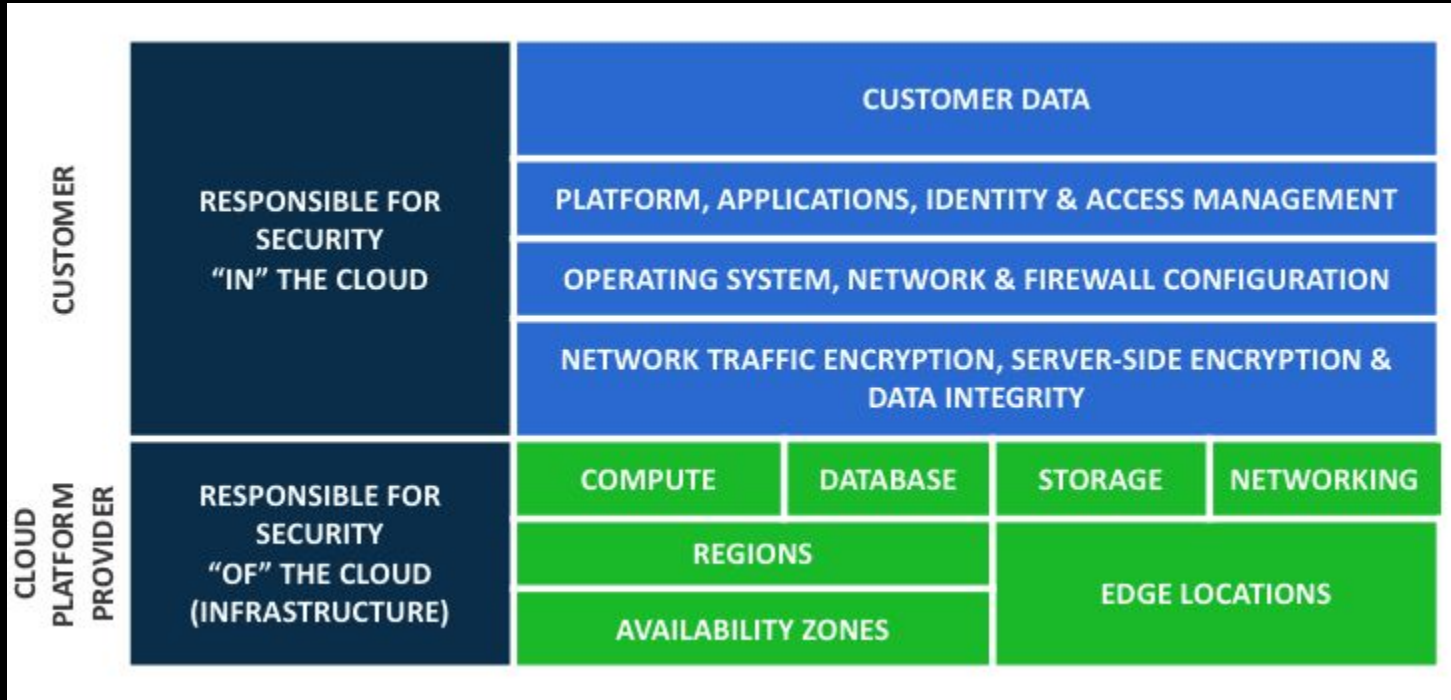 CUSTOMER
RESPONSIBLE FOR
SECURITY
“IN” THE CLOUD
CUSTOMER DATA
PLATFORM, APPLICATIONS, IDENTITY & ACCESS MANAGEMENT
OPERATING SYSTEM, NETWORK & FIREWALL CONFIGURATION
NETWORK TRAFFIC ENCRYPTION, SERVER-SIDE ENCRYPTION &
DATA INTEGRITY
CLOUD
PLATFORM
PROVIDER
RESPONSIBLE FOR
SECURITY
“OF” THE CLOUD
(INFRASTRUCTURE)
COMPUTE
DATABASE
STORAGE
NETWORKING
REGIONS
AVAILABILITY ZONES
EDGE LOCATIONS